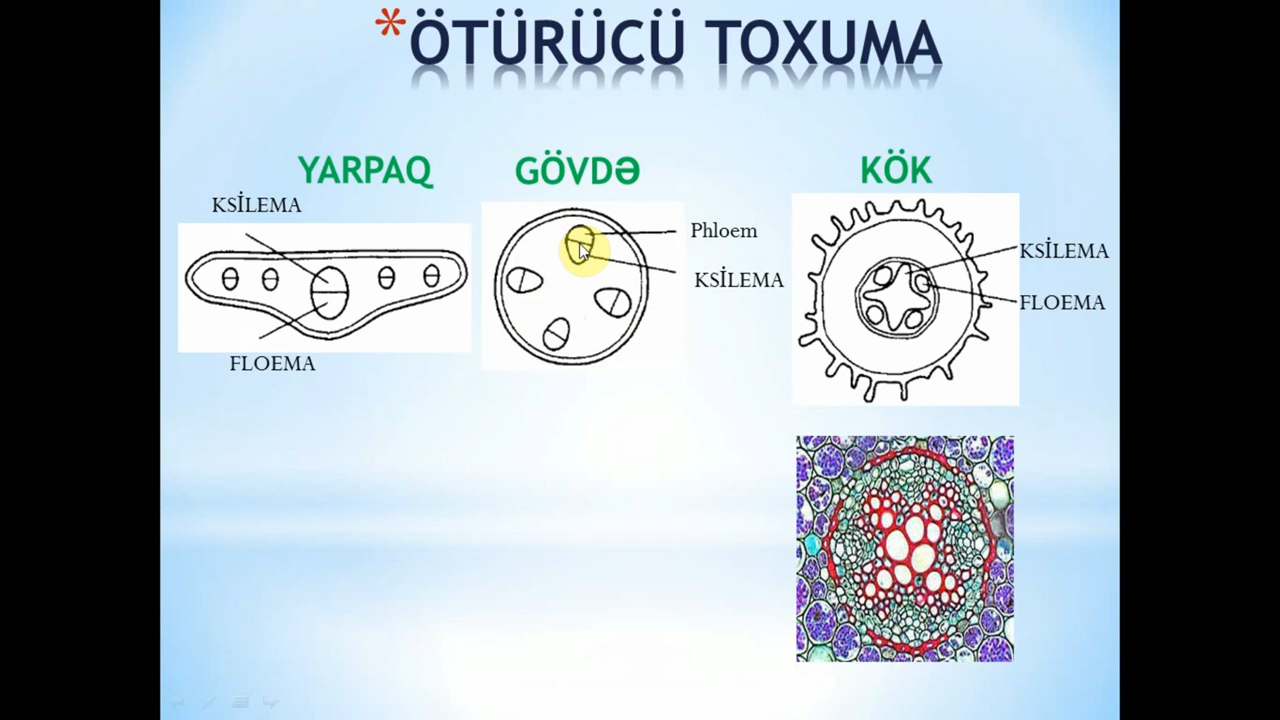 *ÖTÜRÜCÜ TOXUMA
YARPAQ
GÖVDƏ
KÖK
KSİLEMA
FLOEMA
Phloem
KSİLEMA
KSİLEMA
FLOEMA